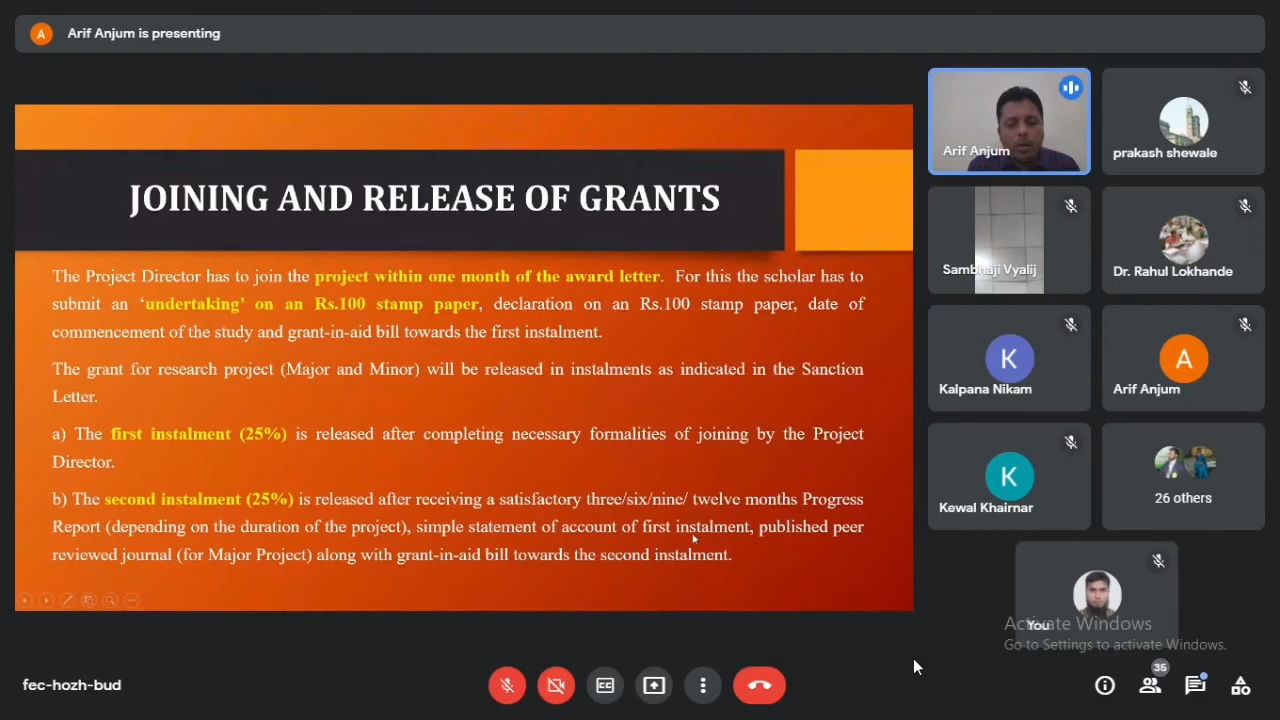 A
Arif Anjum is presenting
JOINING AND RELEASE OF GRANTS
The Project Director has to join the project within one month of the award letter. For this the scholar has to
submit an ‘undertaking’ on an Rs.100 stamp paper, declaration on an Rs.100 stamp paper, date of
commencement of the study and grant-in-aid bill towards the first instalment.
The grant for research project (Major and Minor) will be released in instalments as indicated in the Sanction
Letter.
a) The first instalment (25%) is released after completing necessary formalities of joining by the Project
Director.
b) The second instalment (25%) is released after receiving a satisfactory three/six/nine/ twelve months Progress
Report (depending on the duration of the project), simple statement of account of first instalment, published peer
reviewed journal (for Major Project) along with grant-in-aid bill towards the second instalment.
Arif Anjum
prakash shewale
Sambhaji Vyalij
Dr. Rahul Lokhande
K
Kalpana Nikam
A
Arif Anjum
K
Kewal Khairnar
26 others
You
Activate Windows
Go to Settings to activate Windows.
fec-hozh-bud
CC
35